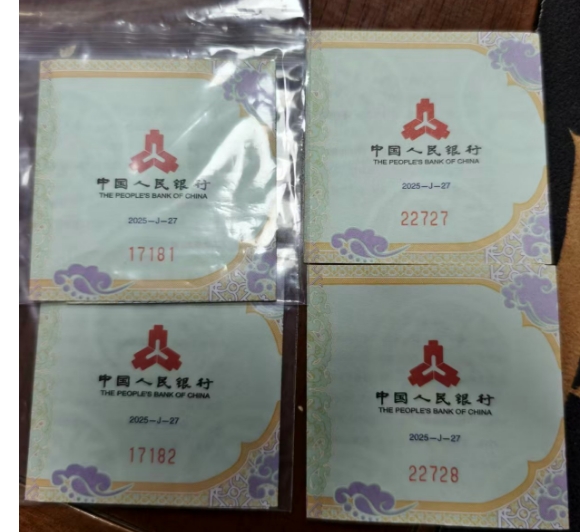 中国人民银行
THE PEOPLE'S BANK OF CHINA
2025-J-27
17181
中国人民银行
THE PEOPLE'S BANK OF CHINA
2025-J-27
22727
中国人民银行
THE PEOPLE'S BANK OF CHINA
2025-J-27
17182
中国人民银行
THE PEOPLE'S BANK OF CHINA
2025-J-27
22728